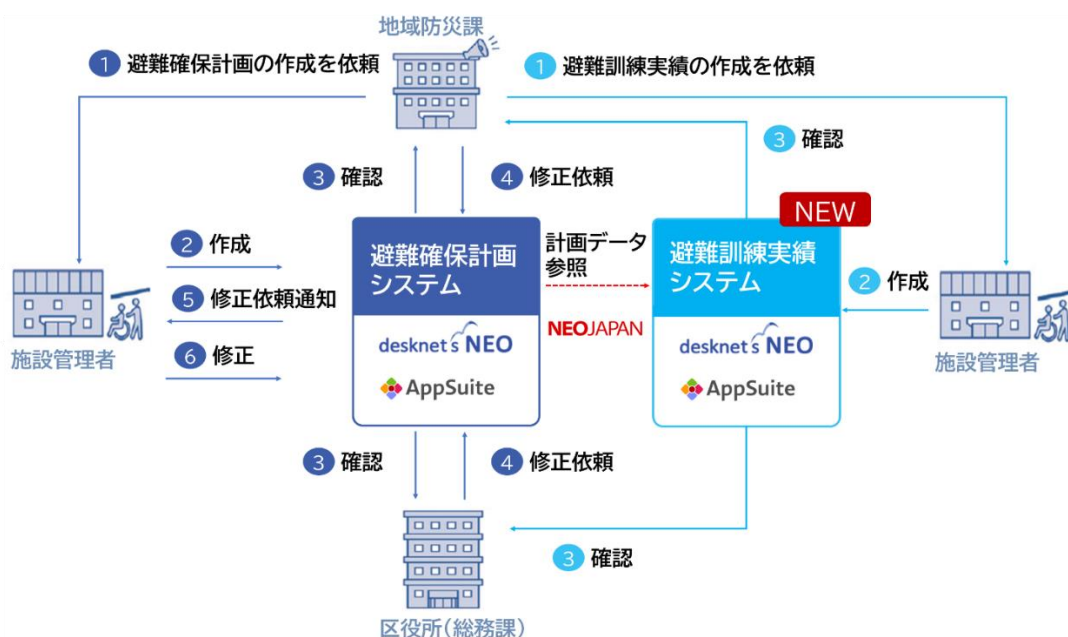 地域防災課
1 避難確保計画の作成を依頼
1 避難訓練実績の作成を依頼
3 確認
4 修正依頼
3 確認
NEW
2 作成
5 修正依頼通知
6 修正
施設管理者
避難確保計画
システム
desknet's NEO
AppSuite
計画データ
参照
NEOJAPAN
避難訓練実績
システム
desknet's NEO
AppSuite
2 作成
施設管理者
3 確認
4 修正依頼
3 確認
区役所(総務課)